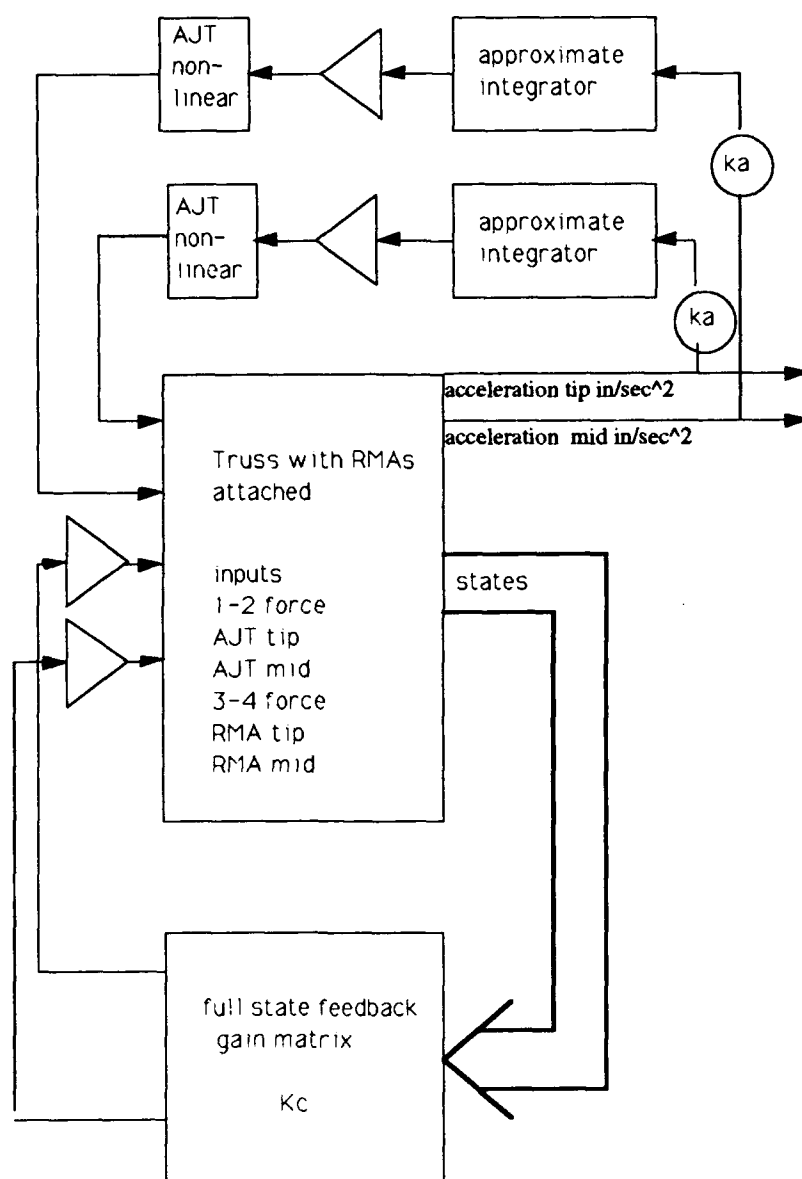 AJT
non-
linear
approximate
integrator
ka
AJT
non-
linear
approximate
integrator
ka
acceleration tip in/sec^2
acceleration mid in/sec^2
Truss with RMAs
attached
inputs
1-2 force
AJT tip
AJT mid
3-4 force
RMA tip
RMA mid
states
full state feedback
gain matrix
Kc